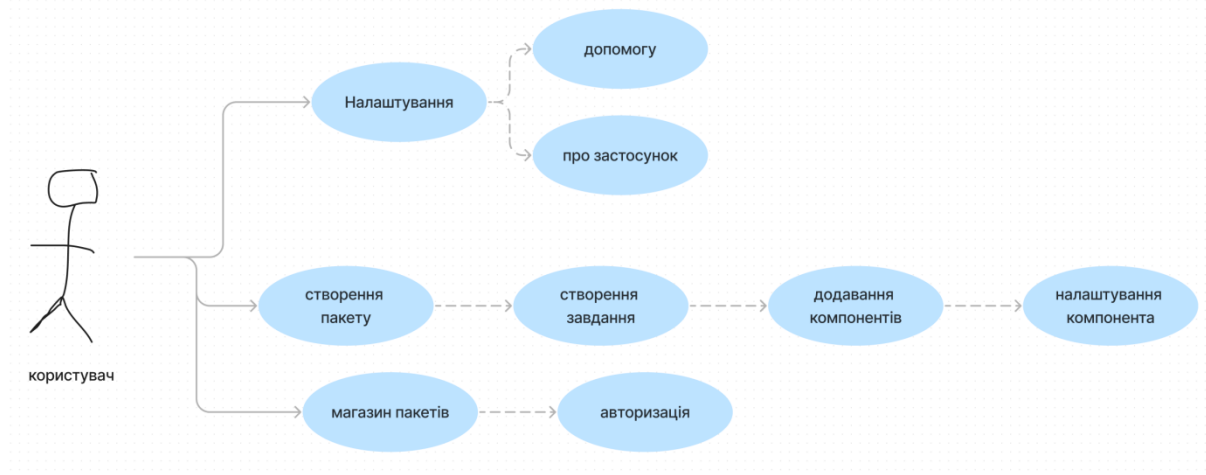 допомогу
Налаштування
про застосунок
створення
пакету
створення
завдання
додавання
компонентів
налаштування
компонента
користувач
магазин пакетів
авторизація